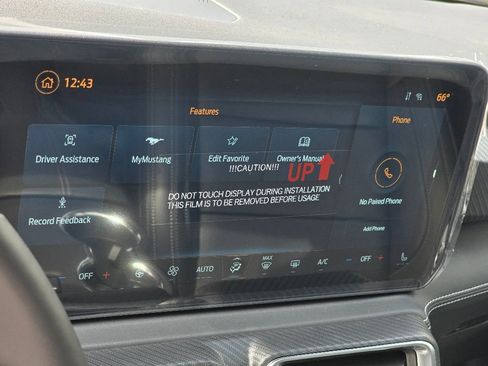 12:43
66°
Features
Phone
Driver Assistance
MyMustang
Edit Favorite
Owner's Manual
!!!CAUTION!!!
UP
DO NOT TOUCH DISPLAY DURING INSTALLATION
THIS FILM IS TO BE REMOVED BEFORE USAGE
No Paired Phone
Record Feedback
Add Phone
- OFF +
AUTO
MAX
A/C
- OFF +